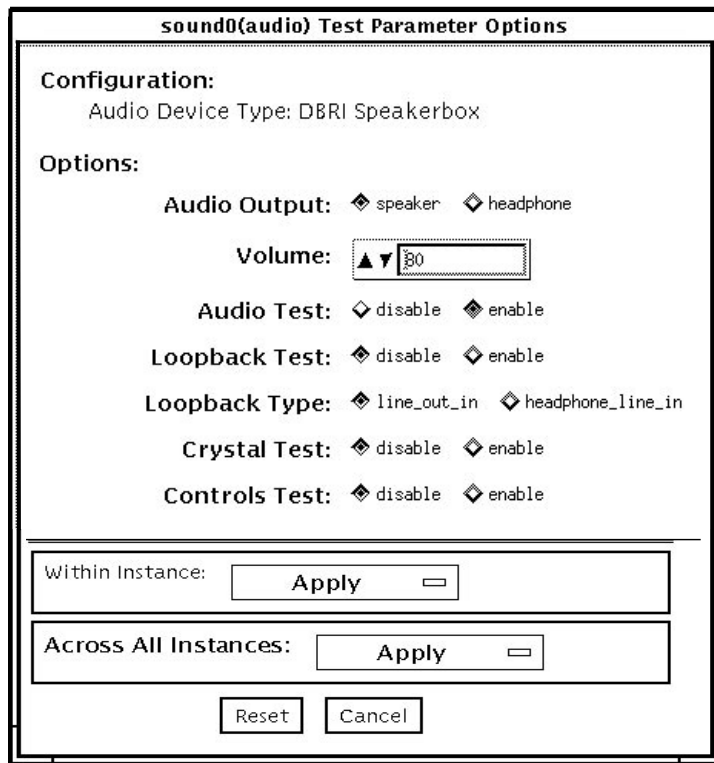 sound0(audio) Test Parameter Options
Configuration:
Audio Device Type: DBRI Speakerbox
Options:
Audio Output: speaker headphone
Volume: 80
Audio Test: disable enable
Loopback Test: disable enable
Loopback Type: line_out_in headphone_line_in
Crystal Test: disable enable
Controls Test: disable enable
Within Instance: Apply
Across All Instances: Apply
Reset Cancel